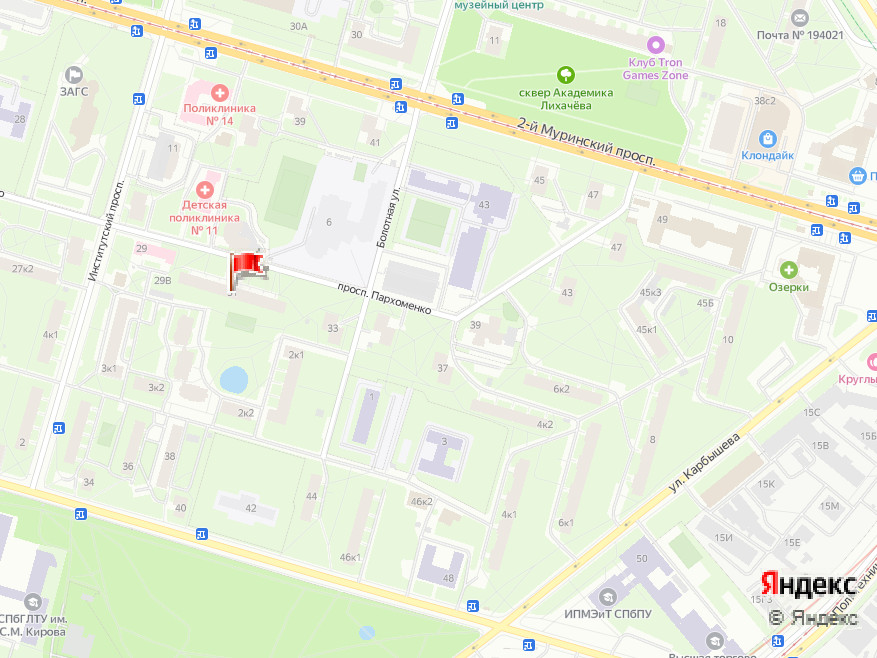 музейный центр
30А
11
2
Почта № 194021
Клуб Tron
Games Zone
ЗАГС
сквер Академика
Лихачёва
38с2
Поликлиника
№ 14
28
39
41
2-й Муринский просп.
Клондайк
11
Институтский просп.
Детская
поликлиника
№ 11
6
Болотная ул.
43
45
47
49
47
29
27к2
29В
просп. Пархоменко
Озерки
43
45к3
45Б
45к1
10
4к1
33
39
2к1
37
3к1
3к2
2к2
1
6к2
4к2
Круглы
15С
2
38
36
3
8
ул. Карбышева
15В
15Б
34
40
42
44
46к2
4к1
6к1
15К
15М
15И
15Е
46к1
48
50
15Г3
СПбГЛТУ им.
С.М. Кирова
ИПМЭиТ СПбПУ
Яндекс
© Яндекс